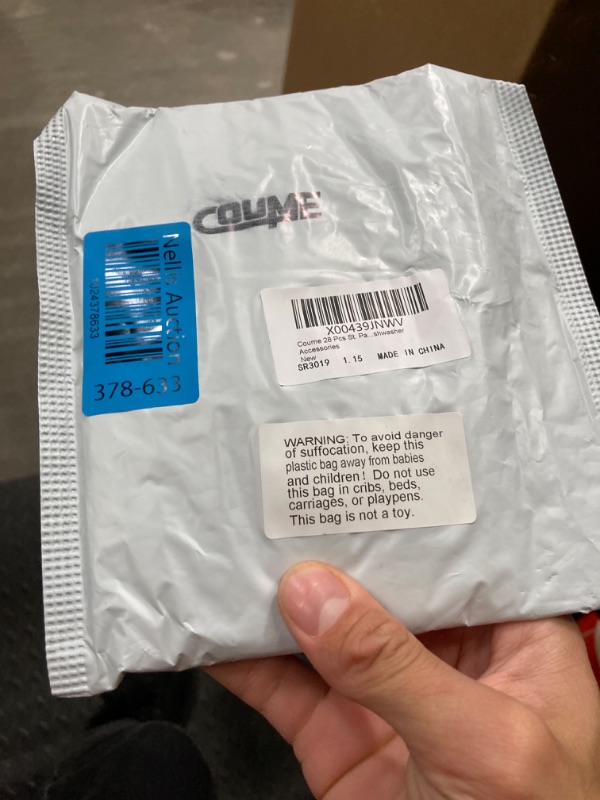 COUME
Nellis Auction
1024378633
378-633
X00439JNWV
Coume 28 Pcs St. Pa...shwasher
Accessories
New
SR3019 1.15 MADE IN CHINA
WARNING: To avoid danger
of suffocation, keep this
plastic bag away from babies
and children! Do not use
this bag in cribs, beds,
carriages, or playpens.
This bag is not a toy.